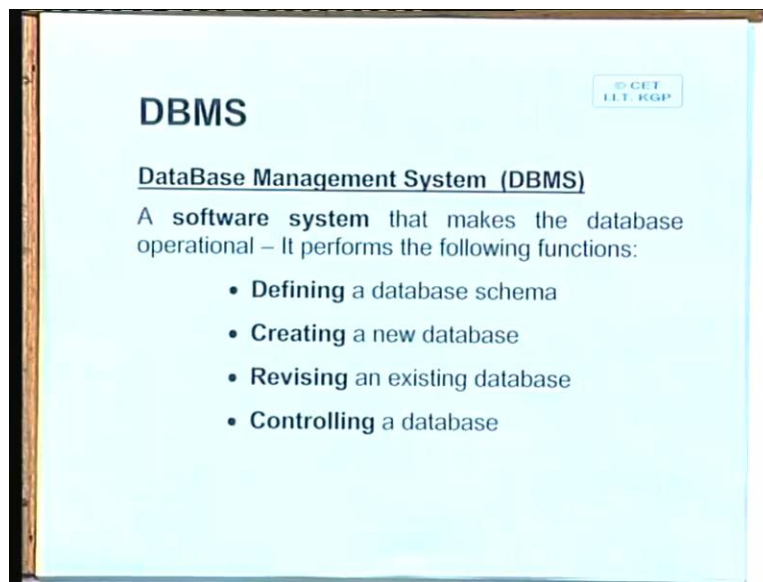 © CET
I.I.T. KGP
DBMS
DataBase Management System (DBMS)
A software system that makes the database
operational – It performs the following functions:
• Defining a database schema
• Creating a new database
• Revising an existing database
• Controlling a database